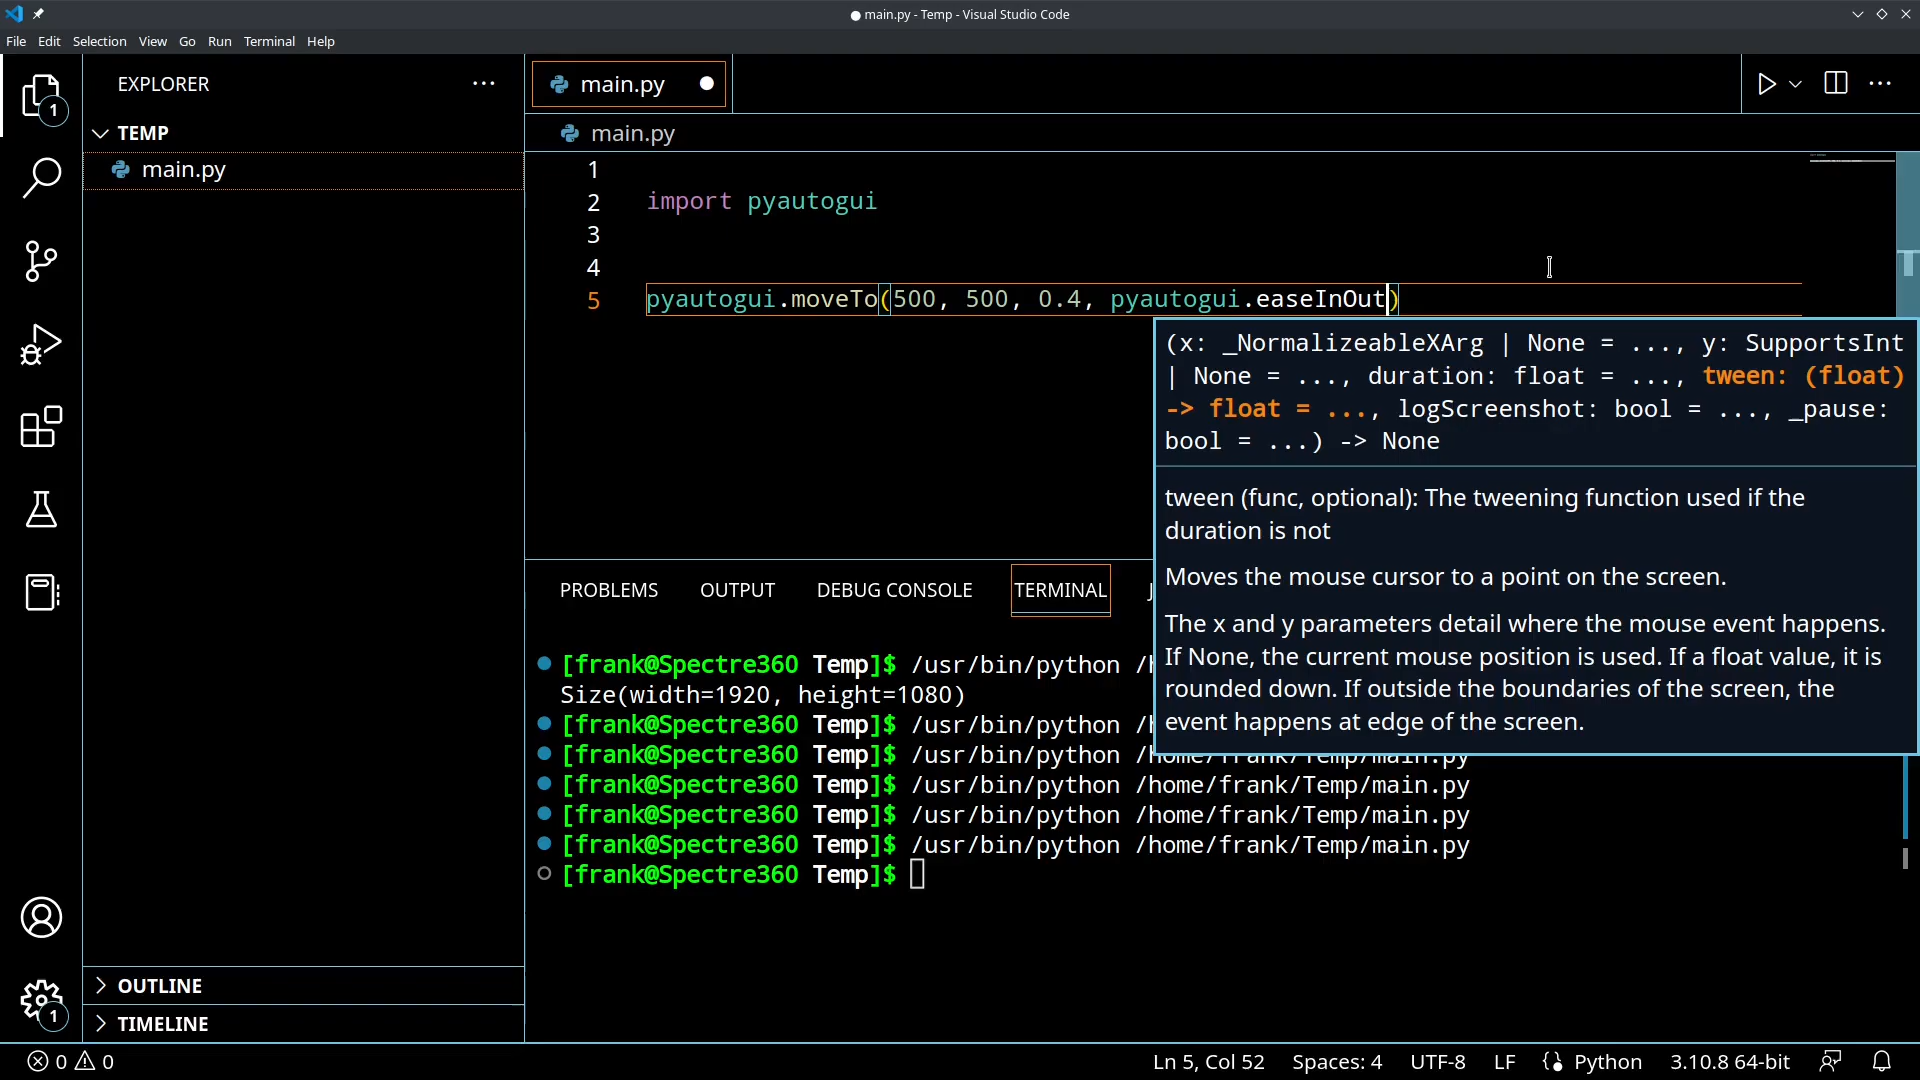 main.py - Temp - Visual Studio Code
File Edit Selection View Go Run Terminal Help
EXPLORER
TEMP
main.py
OUTLINE
TIMELINE
1
1
main.py
main.py
1
2 import pyautogui
3
4
5 pyautogui.moveTo(500, 500, 0.4, pyautogui.easeInOut)
(x: _NormalizeableXArg | None = ..., y: SupportsInt
| None = ..., duration: float = ..., tween: (float)
-> float = ..., logScreenshot: bool = ..., _pause:
bool = ...) -> None
tween (func, optional): The tweening function used if the
duration is not
Moves the mouse cursor to a point on the screen.
The x and y parameters detail where the mouse event happens.
If None, the current mouse position is used. If a float value, it is
rounded down. If outside the boundaries of the screen, the
event happens at edge of the screen.
PROBLEMS OUTPUT DEBUG CONSOLE TERMINAL
[frank@Spectre360 Temp]$ /usr/bin/python /
Size(width=1920, height=1080)
[frank@Spectre360 Temp]$ /usr/bin/python /
[frank@Spectre360 Temp]$ /usr/bin/python /home/frank/Temp/main.py
[frank@Spectre360 Temp]$ /usr/bin/python /home/frank/Temp/main.py
[frank@Spectre360 Temp]$ /usr/bin/python /home/frank/Temp/main.py
[frank@Spectre360 Temp]$ /usr/bin/python /home/frank/Temp/main.py
[frank@Spectre360 Temp]$
0 0 Ln 5, Col 52 Spaces: 4 UTF-8 LF Python 3.10.8 64-bit